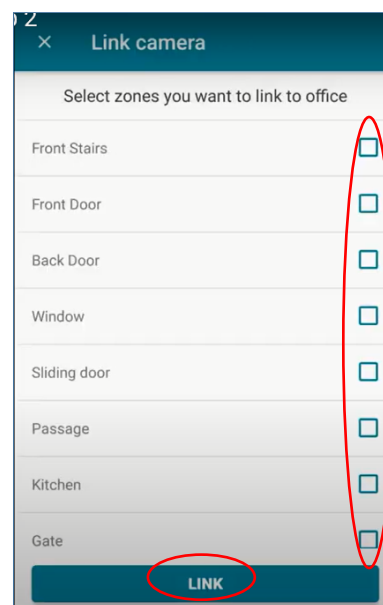 2
× Link camera
Select zones you want to link to office
Front Stairs
Front Door
Back Door
Window
Sliding door
Passage
Kitchen
Gate
LINK